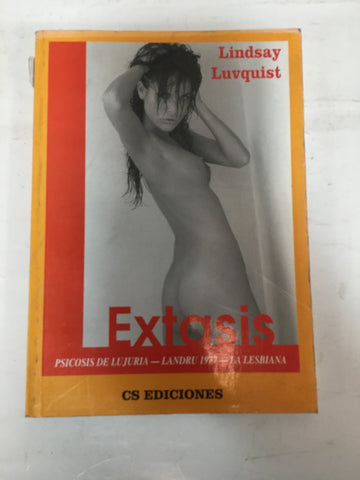 Lindsay
Luvquist
Extasis
PSICOSIS DE LUJURIA — LANDRU 1977 — LA LESBIANA
CS EDICIONES